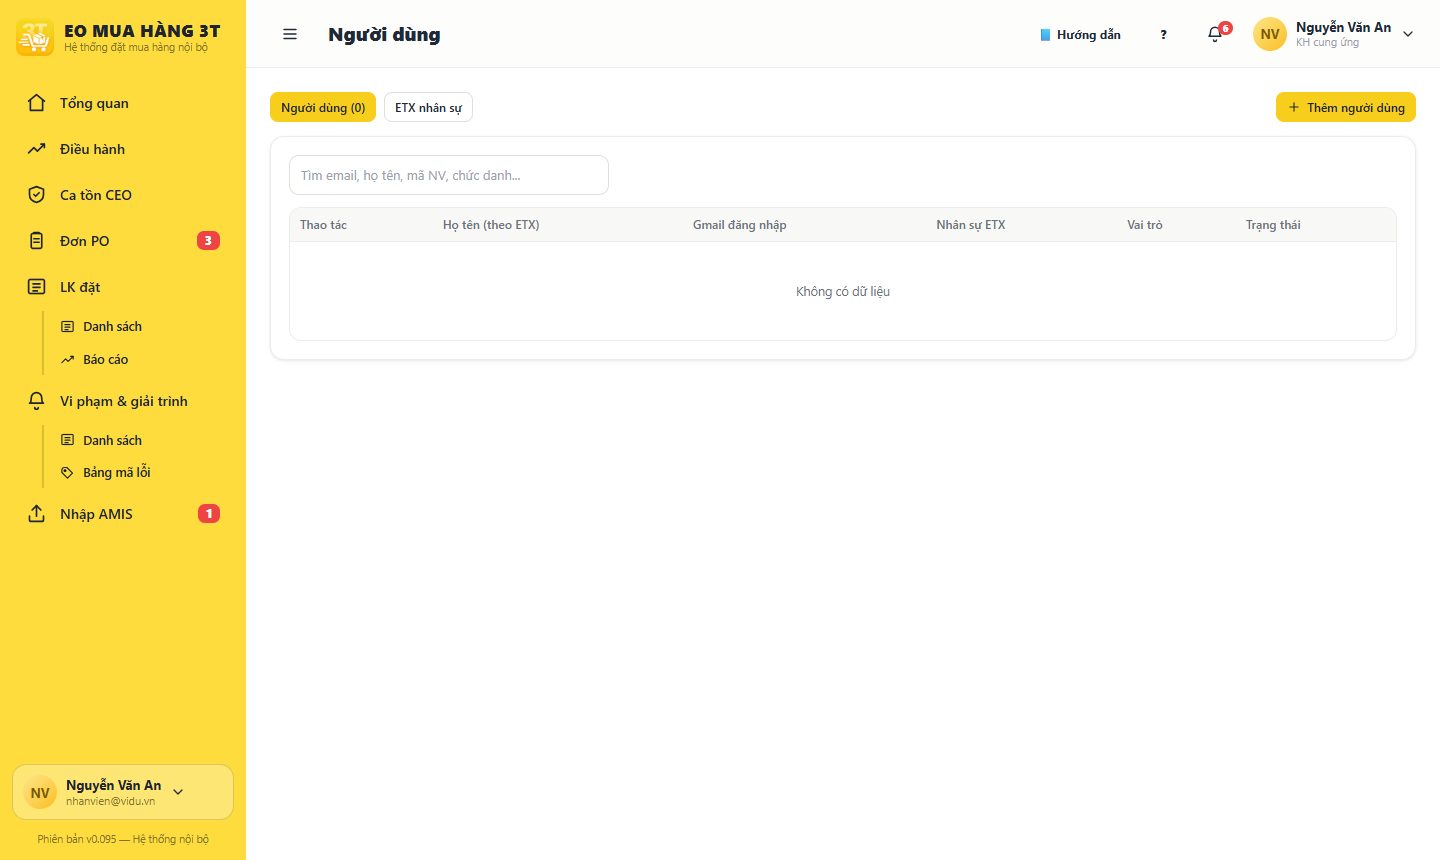 3T
EO MUA HÀNG 3T
Hệ thống đặt mua hàng nội bộ
Tổng quan
Điều hành
Ca tồn CEO
Đơn PO
3
LK đặt
Danh sách
Báo cáo
Vi phạm & giải trình
Danh sách
Bảng mã lỗi
Nhập AMIS
1
NV
Nguyễn Văn An
nhanvien@vidu.vn
Phiên bản v0.095 — Hệ thống nội bộ
Người dùng
Hướng dẫn
?
6
NV
Nguyễn Văn An
KH cung ứng
Người dùng (0)
ETX nhân sự
Thêm người dùng
Tìm email, họ tên, mã NV, chức danh...
Thao tác
Họ tên (theo ETX)
Gmail đăng nhập
Nhân sự ETX
Vai trò
Trạng thái
Không có dữ liệu